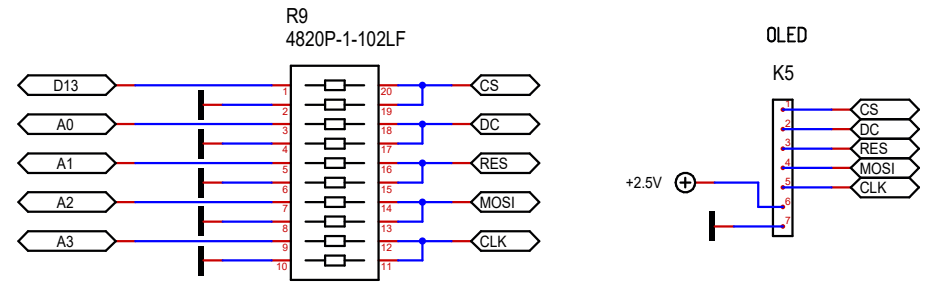 R9
4820P-1-102LF
OLED
K5
D13
1
20
CS
2
19
A0
3
18
DC
4
17
A1
5
16
RES
6
15
A2
7
14
MOSI
8
13
A3
9
12
CLK
10
11
1
CS
2
DC
3
RES
4
MOSI
+2.5V
5
CLK
6
7